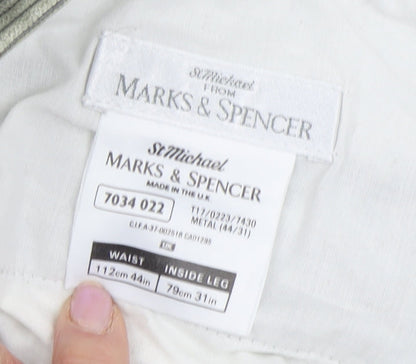 St Michael
FROM
MARKS & SPENCER
St Michael
MARKS & SPENCER
MADE IN THE U.K
7034 022
T17/0223/7430
METAL (44/31)
UK
WAIST INSIDE LEG
112cm 44in 79cm 31in